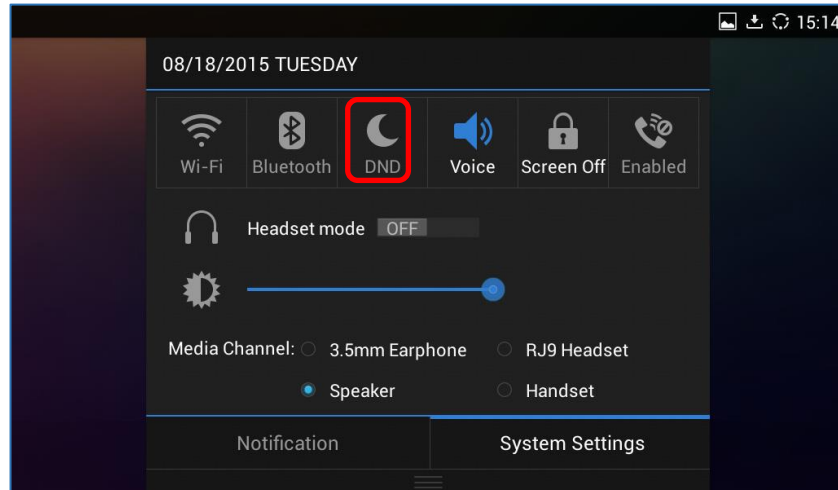 15:14
08/18/2015 TUESDAY
Wi-Fi Bluetooth DND Voice Screen Off Enabled
Headset mode OFF
Media Channel: 3.5mm Earphone RJ9 Headset
Speaker Handset
Notification System Settings